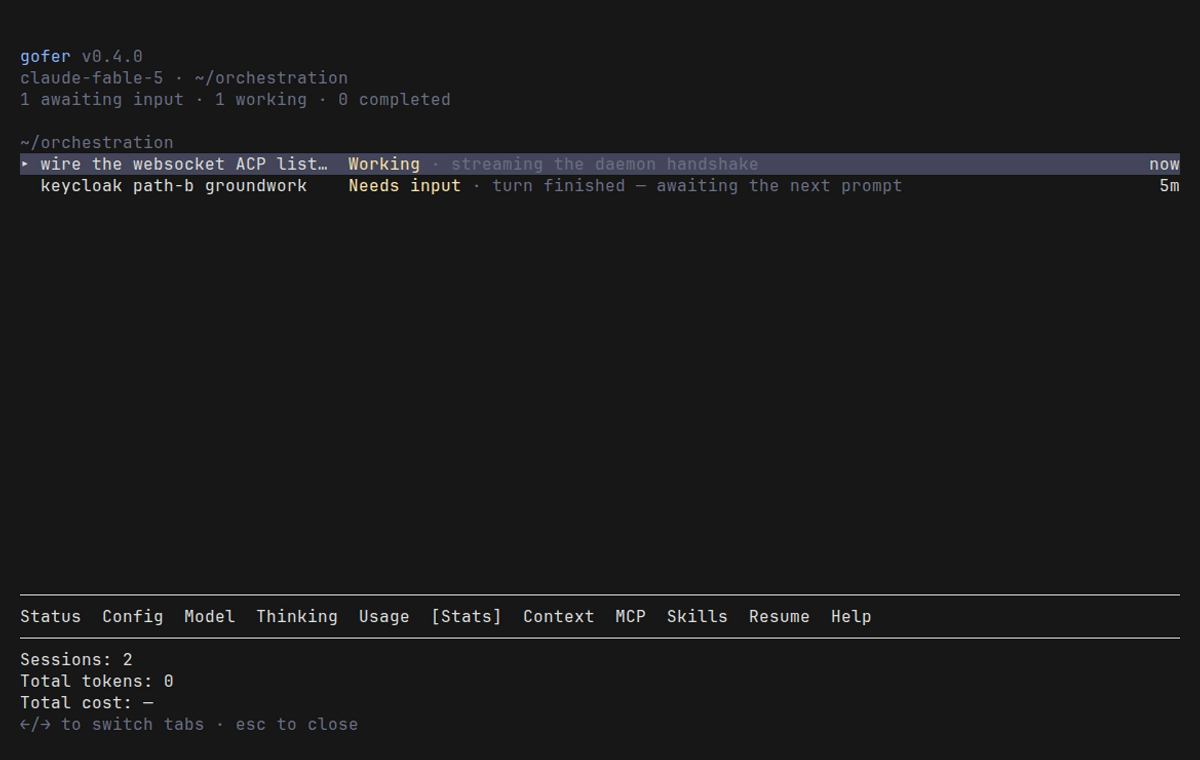 gofer v0.4.0
claude-fable-5 · ~/orchestration
1 awaiting input · 1 working · 0 completed
~/orchestration
▸ wire the websocket ACP list… Working · streaming the daemon handshake now
keycloak path-b groundwork Needs input · turn finished — awaiting the next prompt 5m
Status Config Model Thinking Usage [Stats] Context MCP Skills Resume Help
Sessions: 2
Total tokens: 0
Total cost: —
←/→ to switch tabs · esc to close